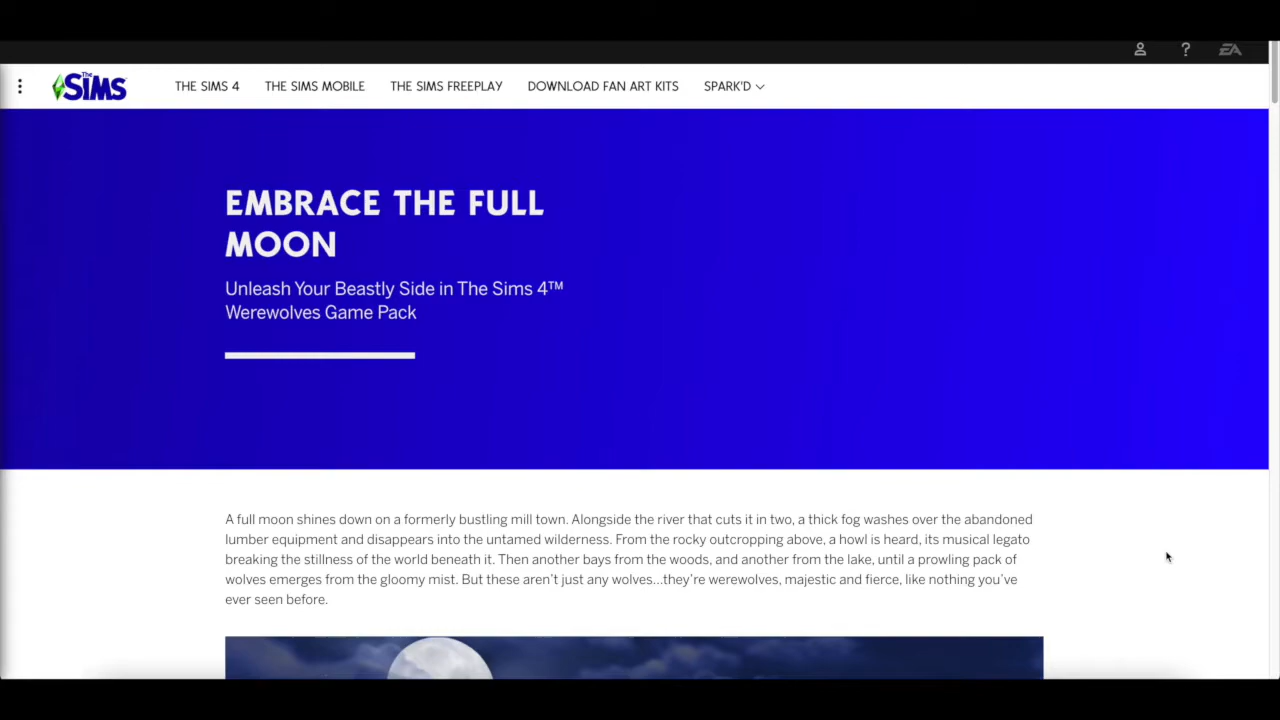 EA
The SIMS
THE SIMS 4 THE SIMS MOBILE THE SIMS FREEPLAY DOWNLOAD FAN ART KITS SPARK'D
EMBRACE THE FULL
MOON
Unleash Your Beastly Side in The Sims 4™
Werewolves Game Pack
A full moon shines down on a formerly bustling mill town. Alongside the river that cuts it in two, a thick fog washes over the abandoned
lumber equipment and disappears into the untamed wilderness. From the rocky outcropping above, a howl is heard, its musical legato
breaking the stillness of the world beneath it. Then another bays from the woods, and another from the lake, until a prowling pack of
wolves emerges from the gloomy mist. But these aren't just any wolves...they're werewolves, majestic and fierce, like nothing you've
ever seen before.